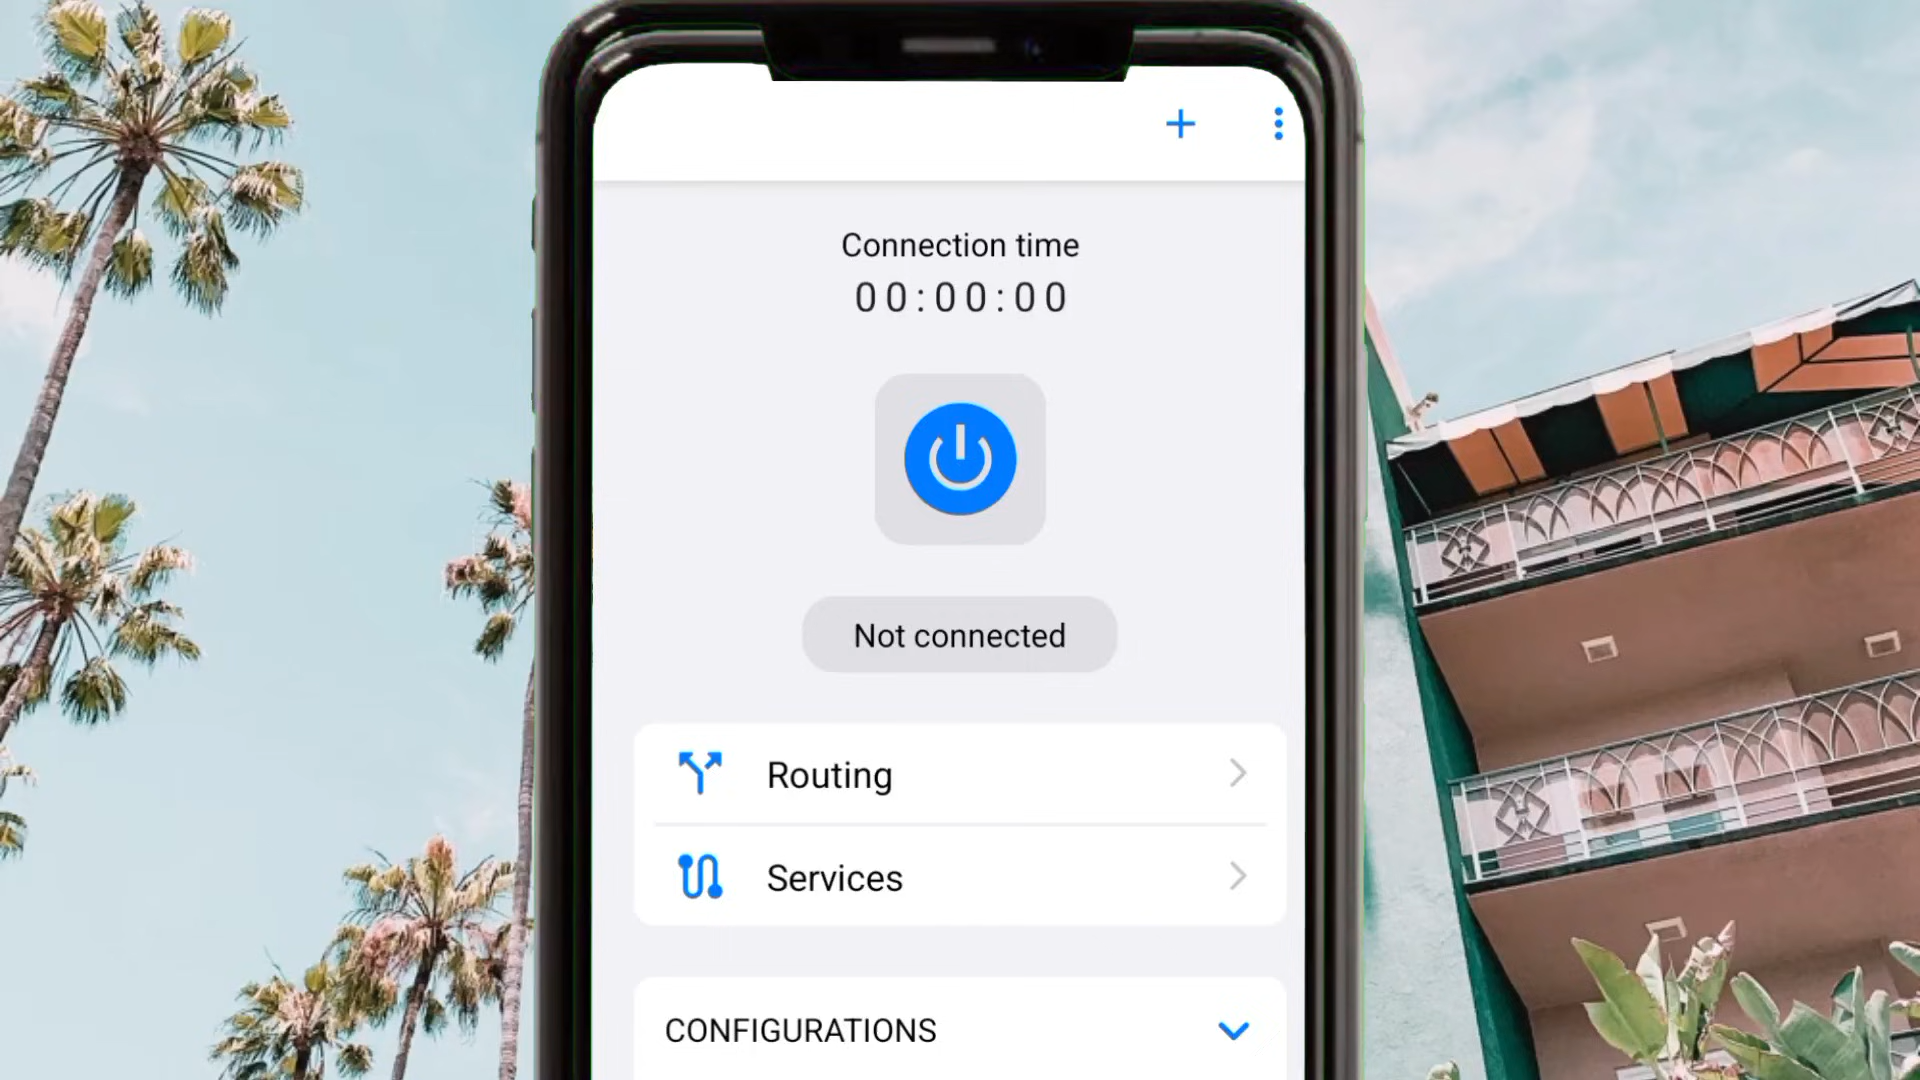 Connection time
00:00:00
Not connected
Routing
Services
CONFIGURATIONS